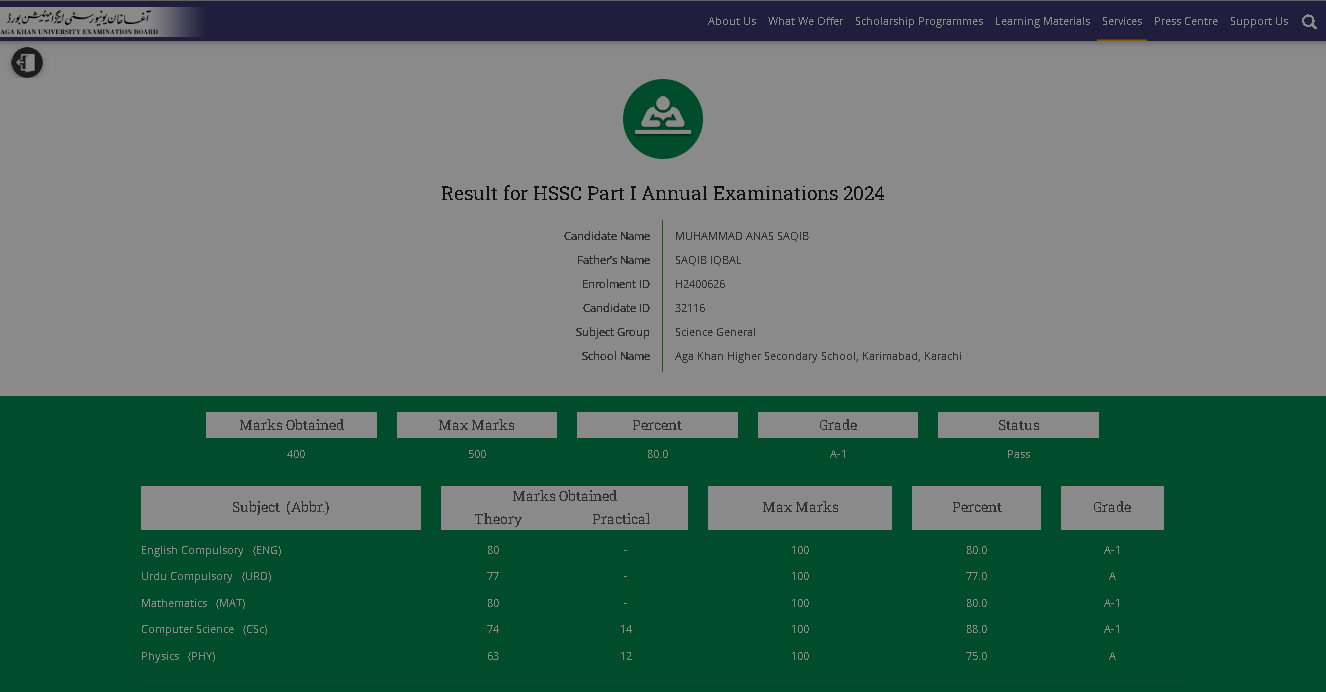 آغا خان یونیورسٹی ایگزامینیشن بورڈ
AGA KHAN UNIVERSITY EXAMINATION BOARD
About Us What We Offer Scholarship Programmes Learning Materials Services Press Centre Support Us
Result for HSSC Part I Annual Examinations 2024
Candidate Name MUHAMMAD ANAS SAQIB
Father's Name SAQIB IQBAL
Enrolment ID H2400626
Candidate ID 32116
Subject Group Science General
School Name Aga Khan Higher Secondary School, Karimabad, Karachi
Marks Obtained Max Marks Percent Grade Status
400 500 80.0 A-1 Pass
Subject (Abbr.) Marks Obtained Max Marks Percent Grade
Theory Practical
English Compulsory (ENG) 80 - 100 80.0 A-1
Urdu Compulsory (URD) 77 - 100 77.0 A
Mathematics (MAT) 80 - 100 80.0 A-1
Computer Science (CSc) 74 14 100 88.0 A-1
Physics (PHY) 63 12 100 75.0 A